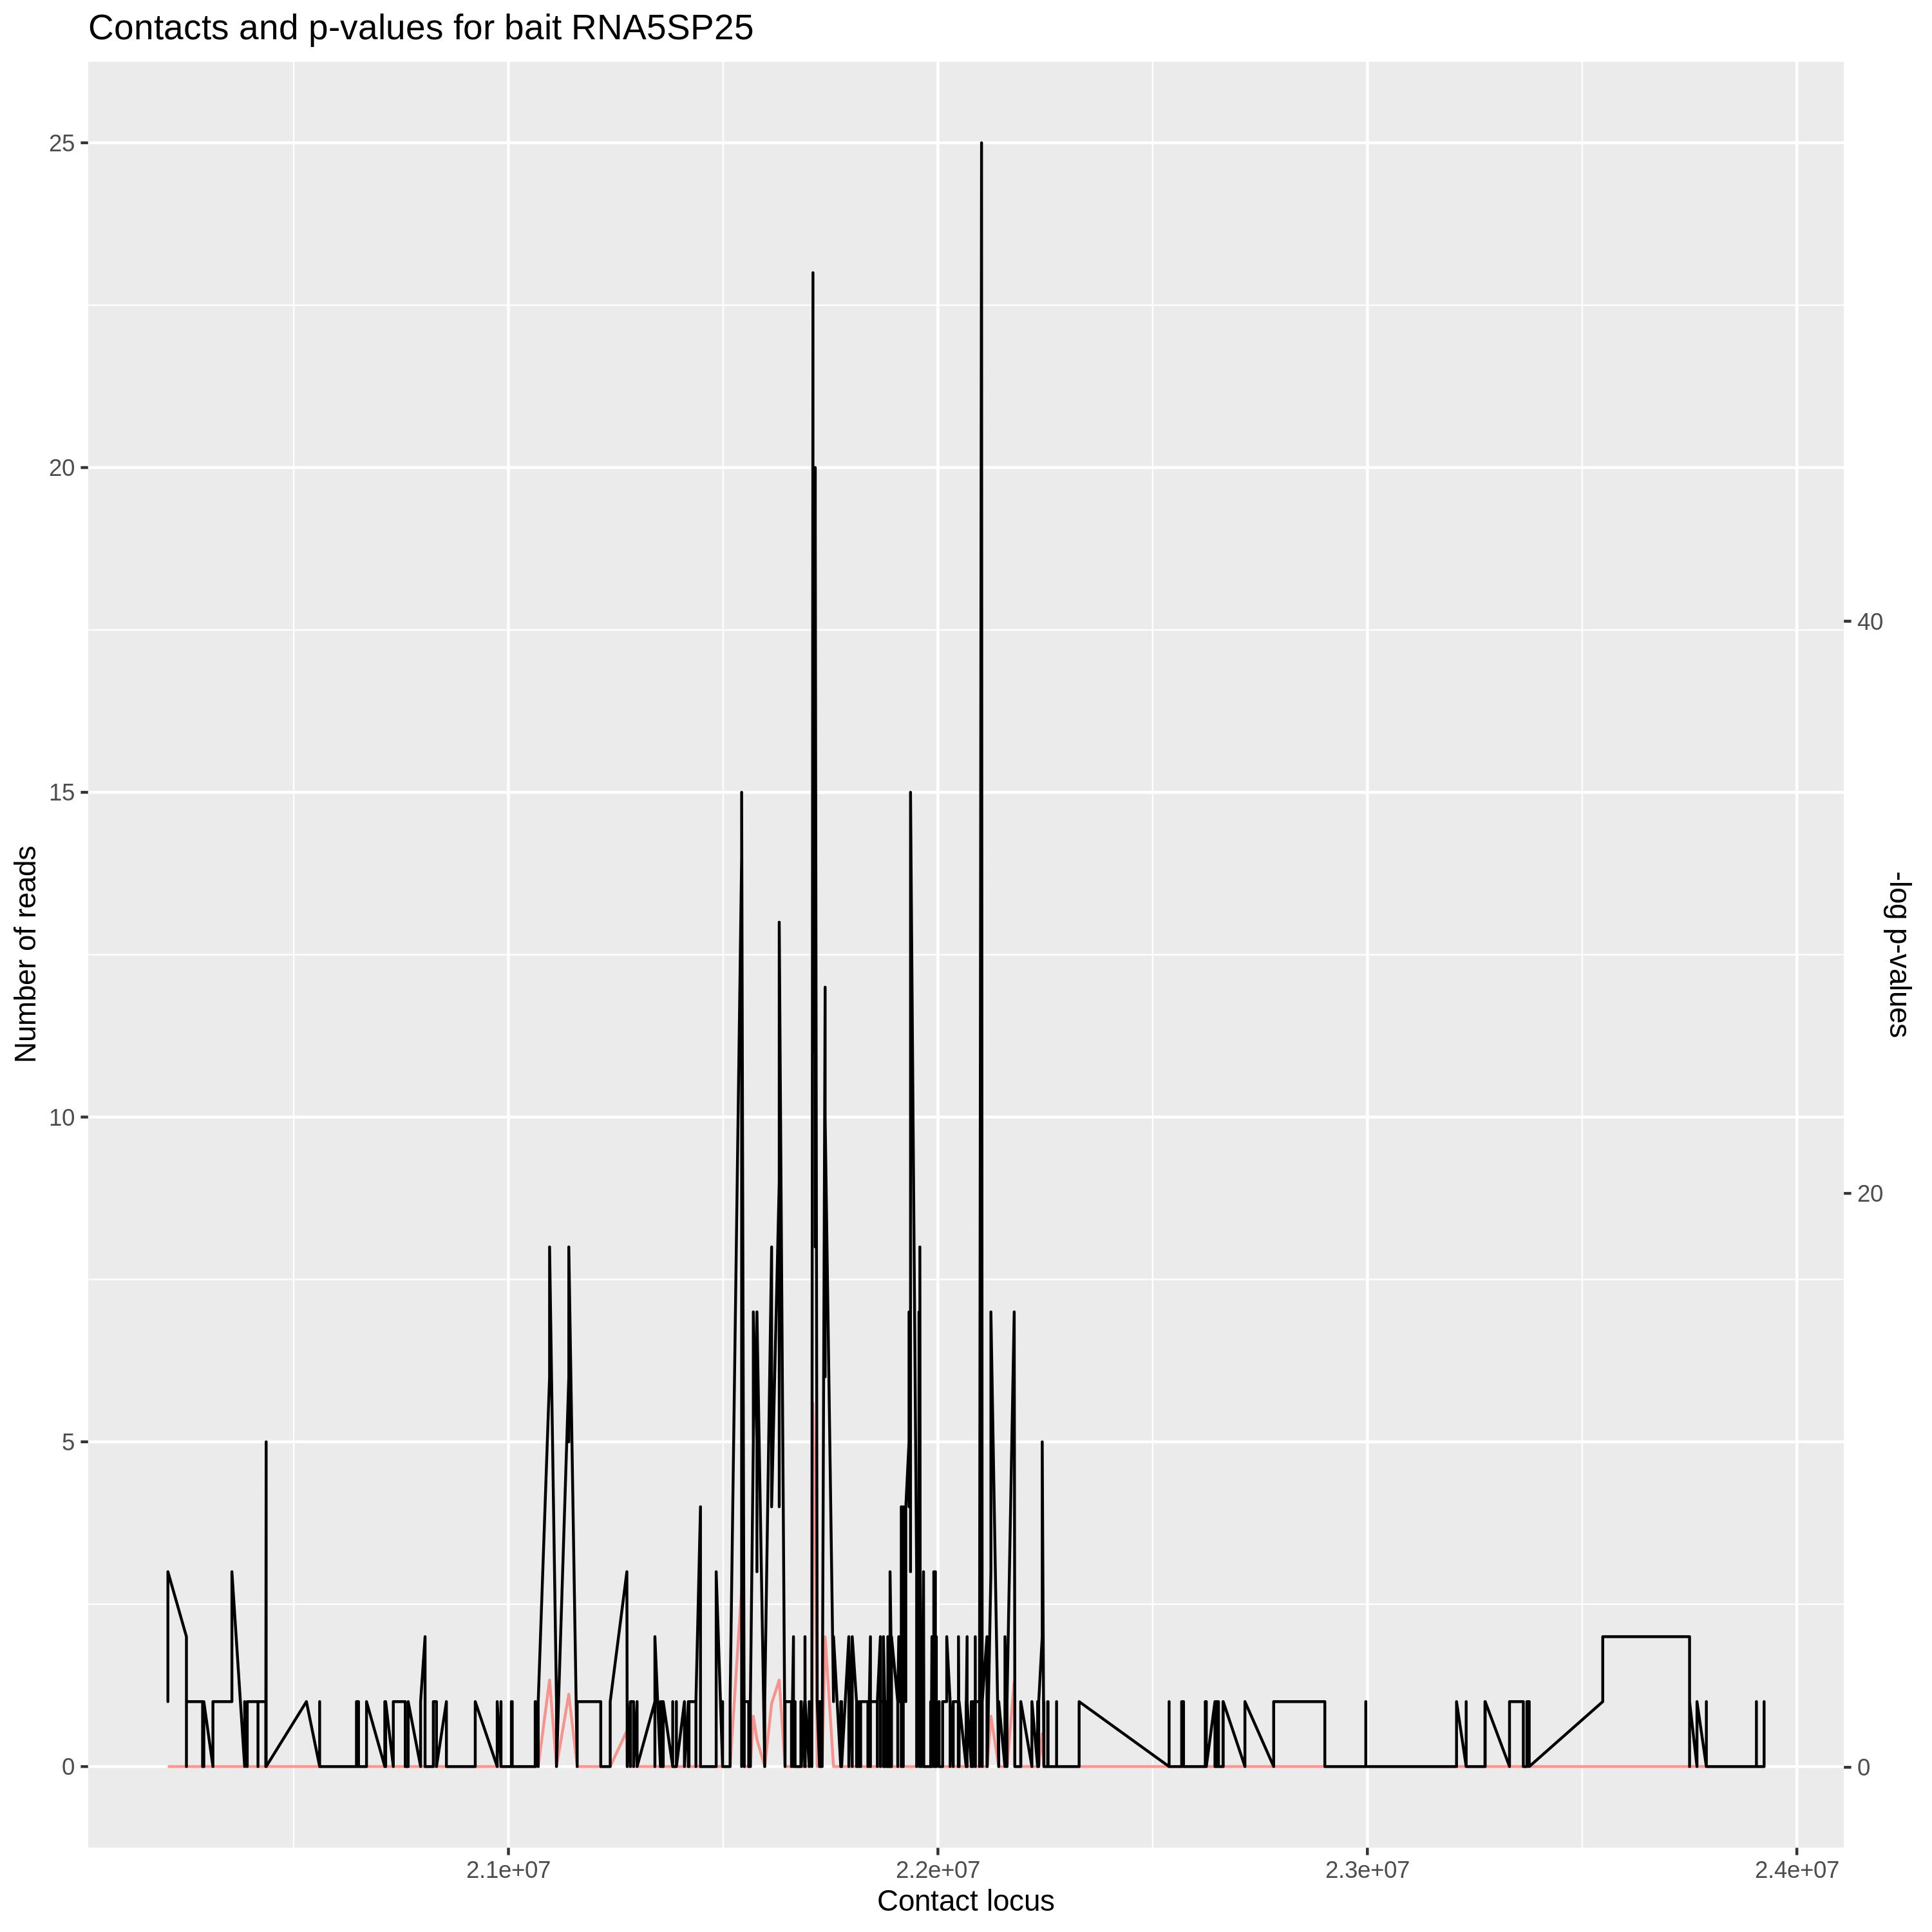 Contacts and p-values for bait RNA5SP25
25
20
15
10
5
0
Number of reads
40
20
0
-log p-values
2.1e+07
2.2e+07
2.3e+07
2.4e+07
Contact locus